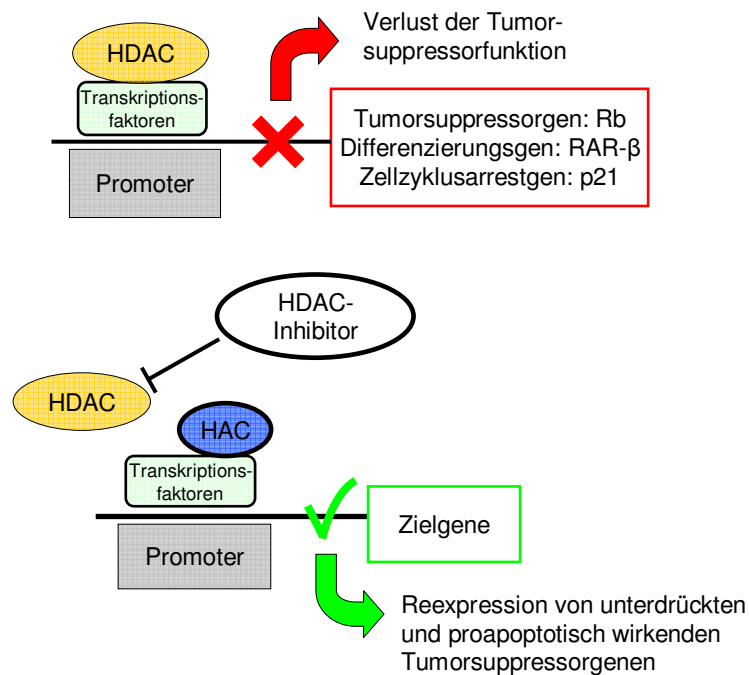 HDAC
Transkriptions-
faktoren
Promoter
Verlust der Tumor-
suppressorfunktion
Tumorsuppressorgen: Rb
Differenzierungsgen: RAR-β
Zellzyklusarrestgen: p21
HDAC-
Inhibitor
HDAC
HAC
Transkriptions-
faktoren
Promoter
Zielgene
Reexpression von unterdrückten
und proapoptotisch wirkenden
Tumorsuppressorgenen